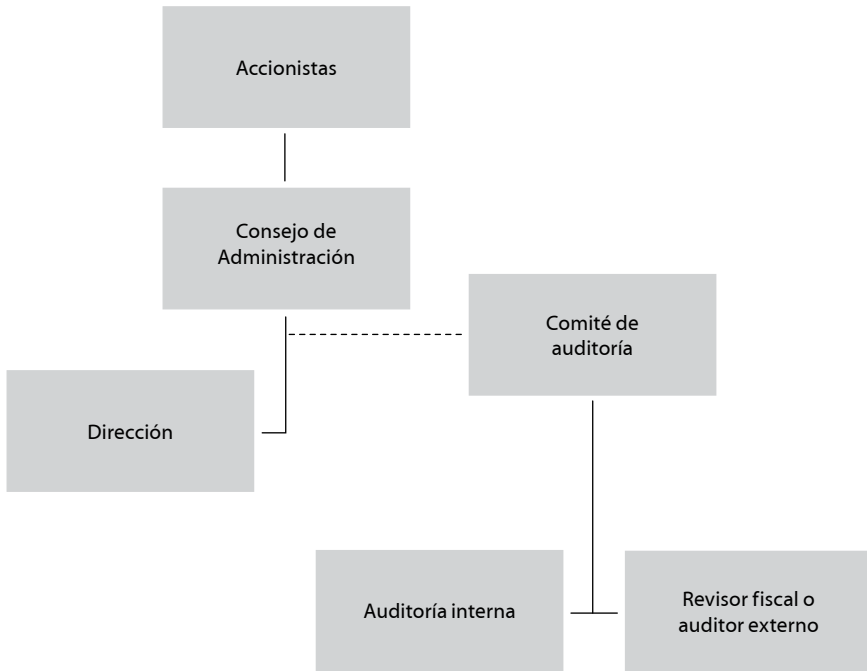 Accionistas
Consejo de
Administración
Comité de
auditoría
Dirección
Auditoría interna
Revisor fiscal o
auditor externo